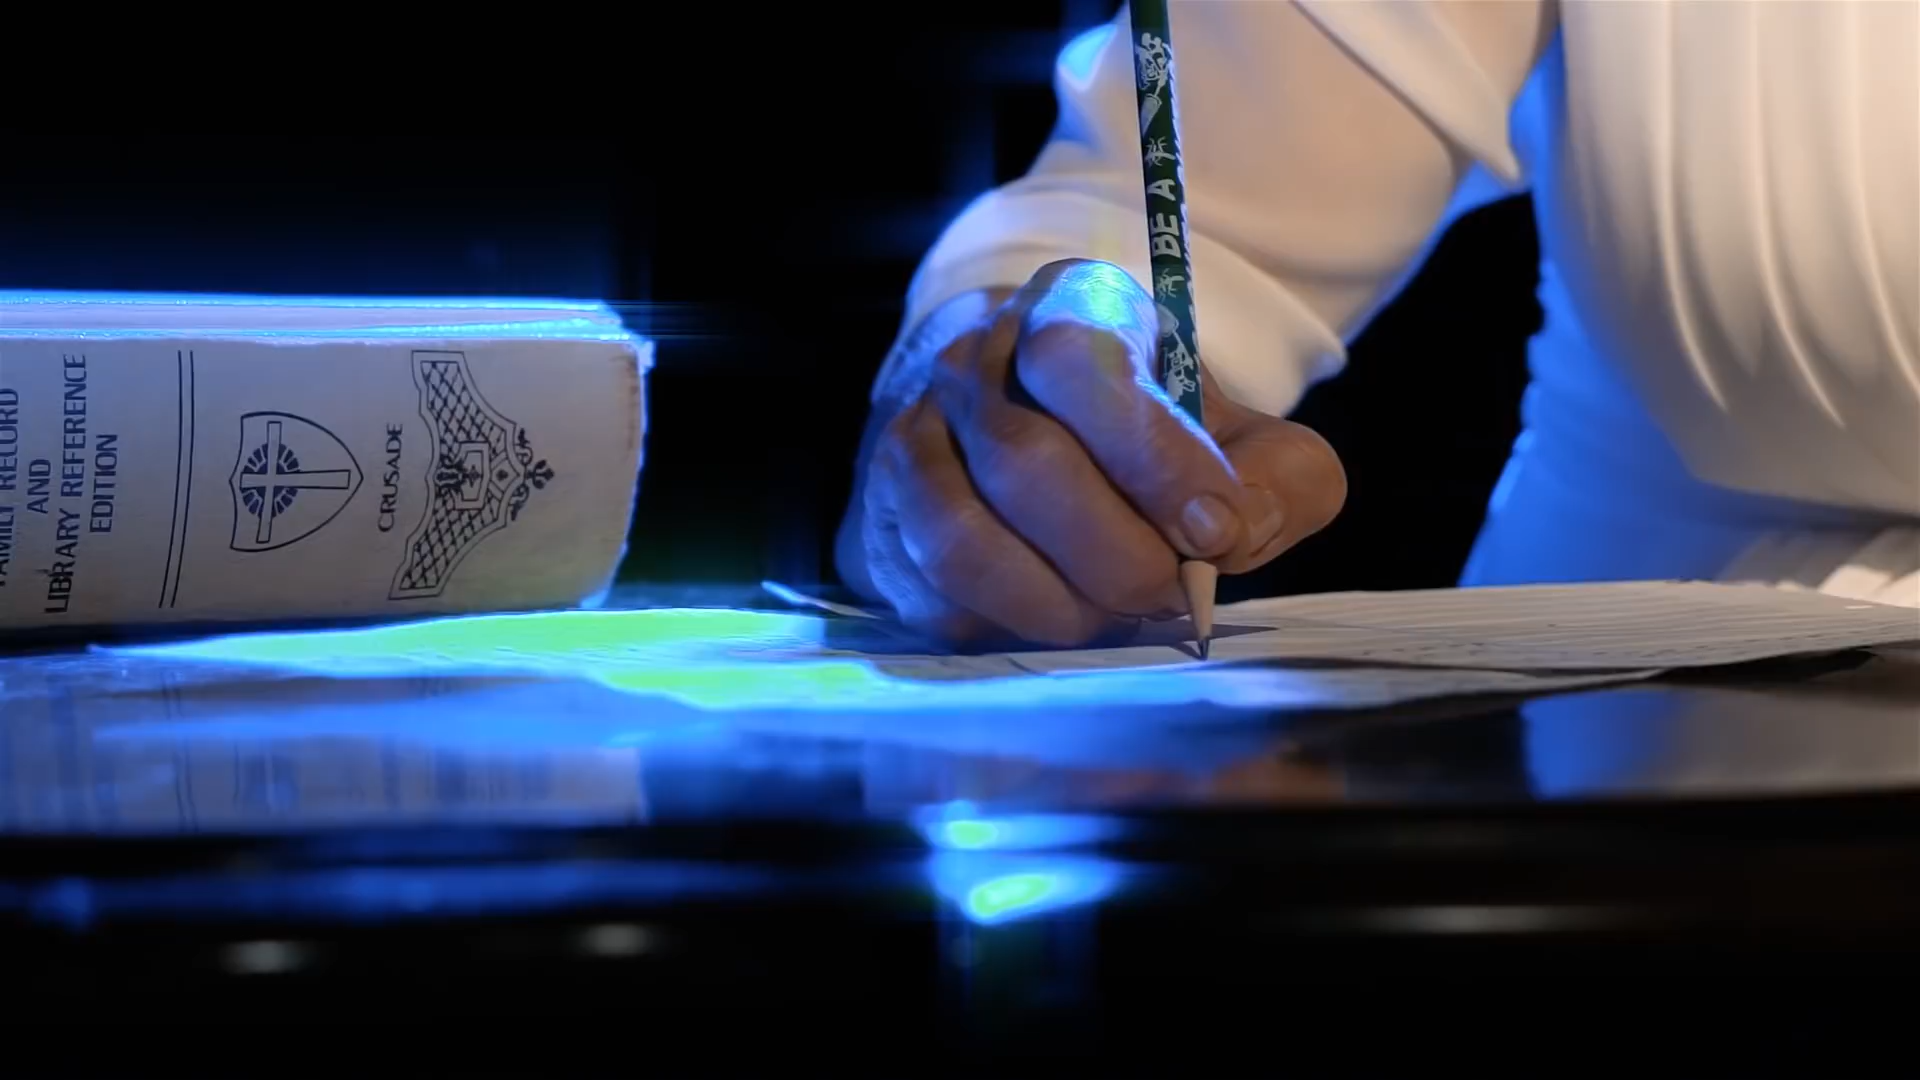 FAMILY RECORD
AND
LIBRARY REFERENCE
EDITION
CRUSADE
BE A